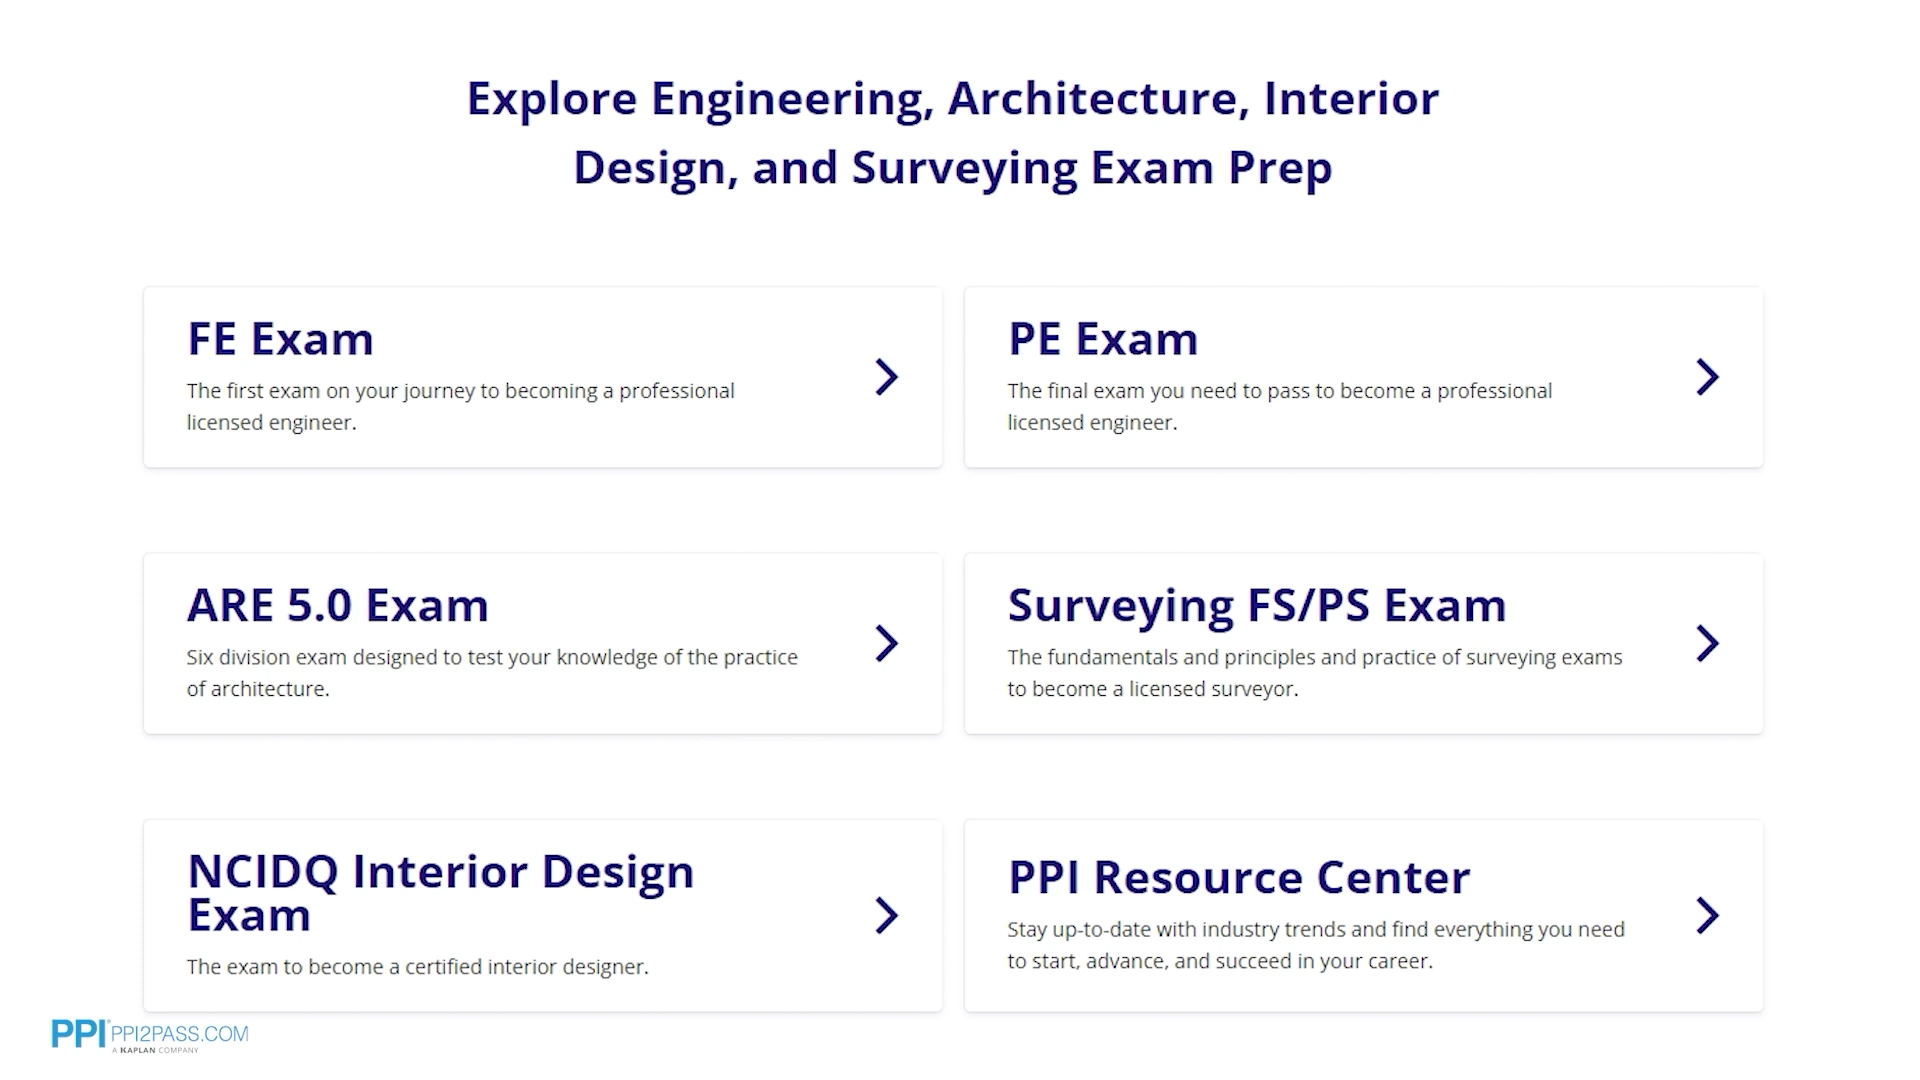 Explore Engineering, Architecture, Interior
Design, and Surveying Exam Prep
FE Exam
The first exam on your journey to becoming a professional
licensed engineer.
PE Exam
The final exam you need to pass to become a professional
licensed engineer.
ARE 5.0 Exam
Six division exam designed to test your knowledge of the practice
of architecture.
Surveying FS/PS Exam
The fundamentals and principles and practice of surveying exams
to become a licensed surveyor.
NCIDQ Interior Design
Exam
The exam to become a certified interior designer.
PPI Resource Center
Stay up-to-date with industry trends and find everything you need
to start, advance, and succeed in your career.
PPI® PPI2PASS.COM
A KAPLAN COMPANY